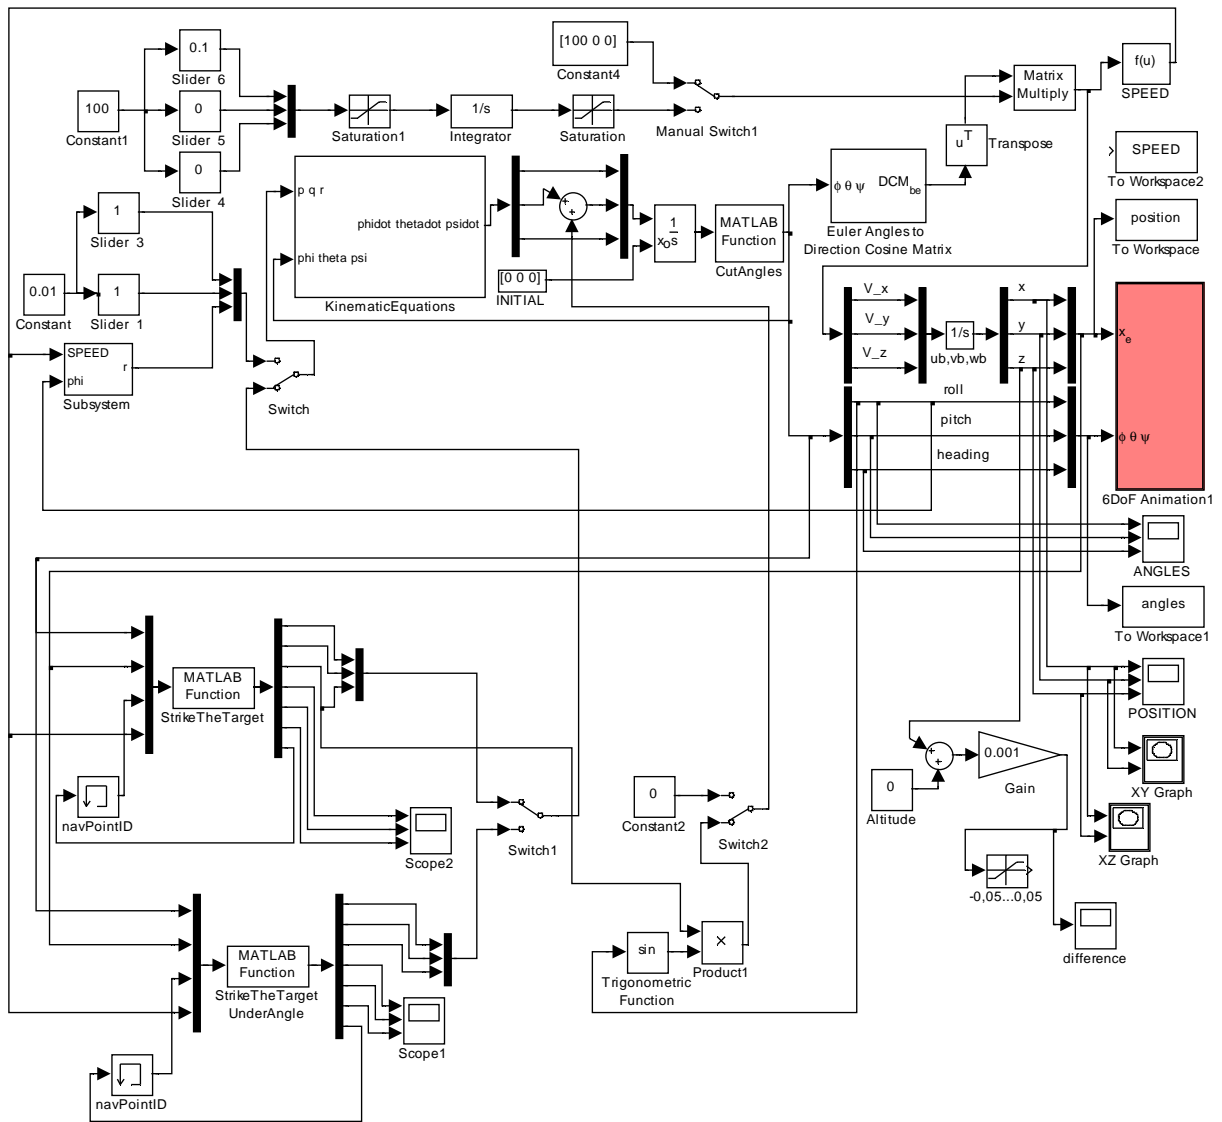 0.1
Slider 6
100
Constant1
0
Slider 5
0
Slider 4
Saturation1
1/s
Integrator
Saturation
[100 0 0]
Constant4
Manual Switch1
Matrix
Multiply
f(u)
SPEED
u^T
Transpose
SPEED
To Workspace2
position
To Workspace
1
Slider 3
0.01
Constant
1
Slider 1
SPEED
phi
r
Subsystem
Switch
p q r
phidot thetadot psidot
phi theta psi
KinematicEquations
+
+
[0 0 0]
INITIAL
1
s
x_o
MATLAB
Function
CutAngles
ϕ θ ψ
DCM_be
Euler Angles to
Direction Cosine Matrix
V_x
V_y
V_z
1/s
ub,vb,wb
x
y
z
roll
pitch
heading
x_e
ϕ θ ψ
6DoF Animation1
ANGLES
angles
To Workspace1
POSITION
XY Graph
XZ Graph
MATLAB
Function
StrikeTheTarget
navPointID
Scope2
Switch1
0
Constant2
Switch2
0
Altitude
+
+
0.001
Gain
-0,05...0,05
difference
MATLAB
Function
StrikeTheTarget
UnderAngle
navPointID
Scope1
sin
Trigonometric
Function
×
Product1